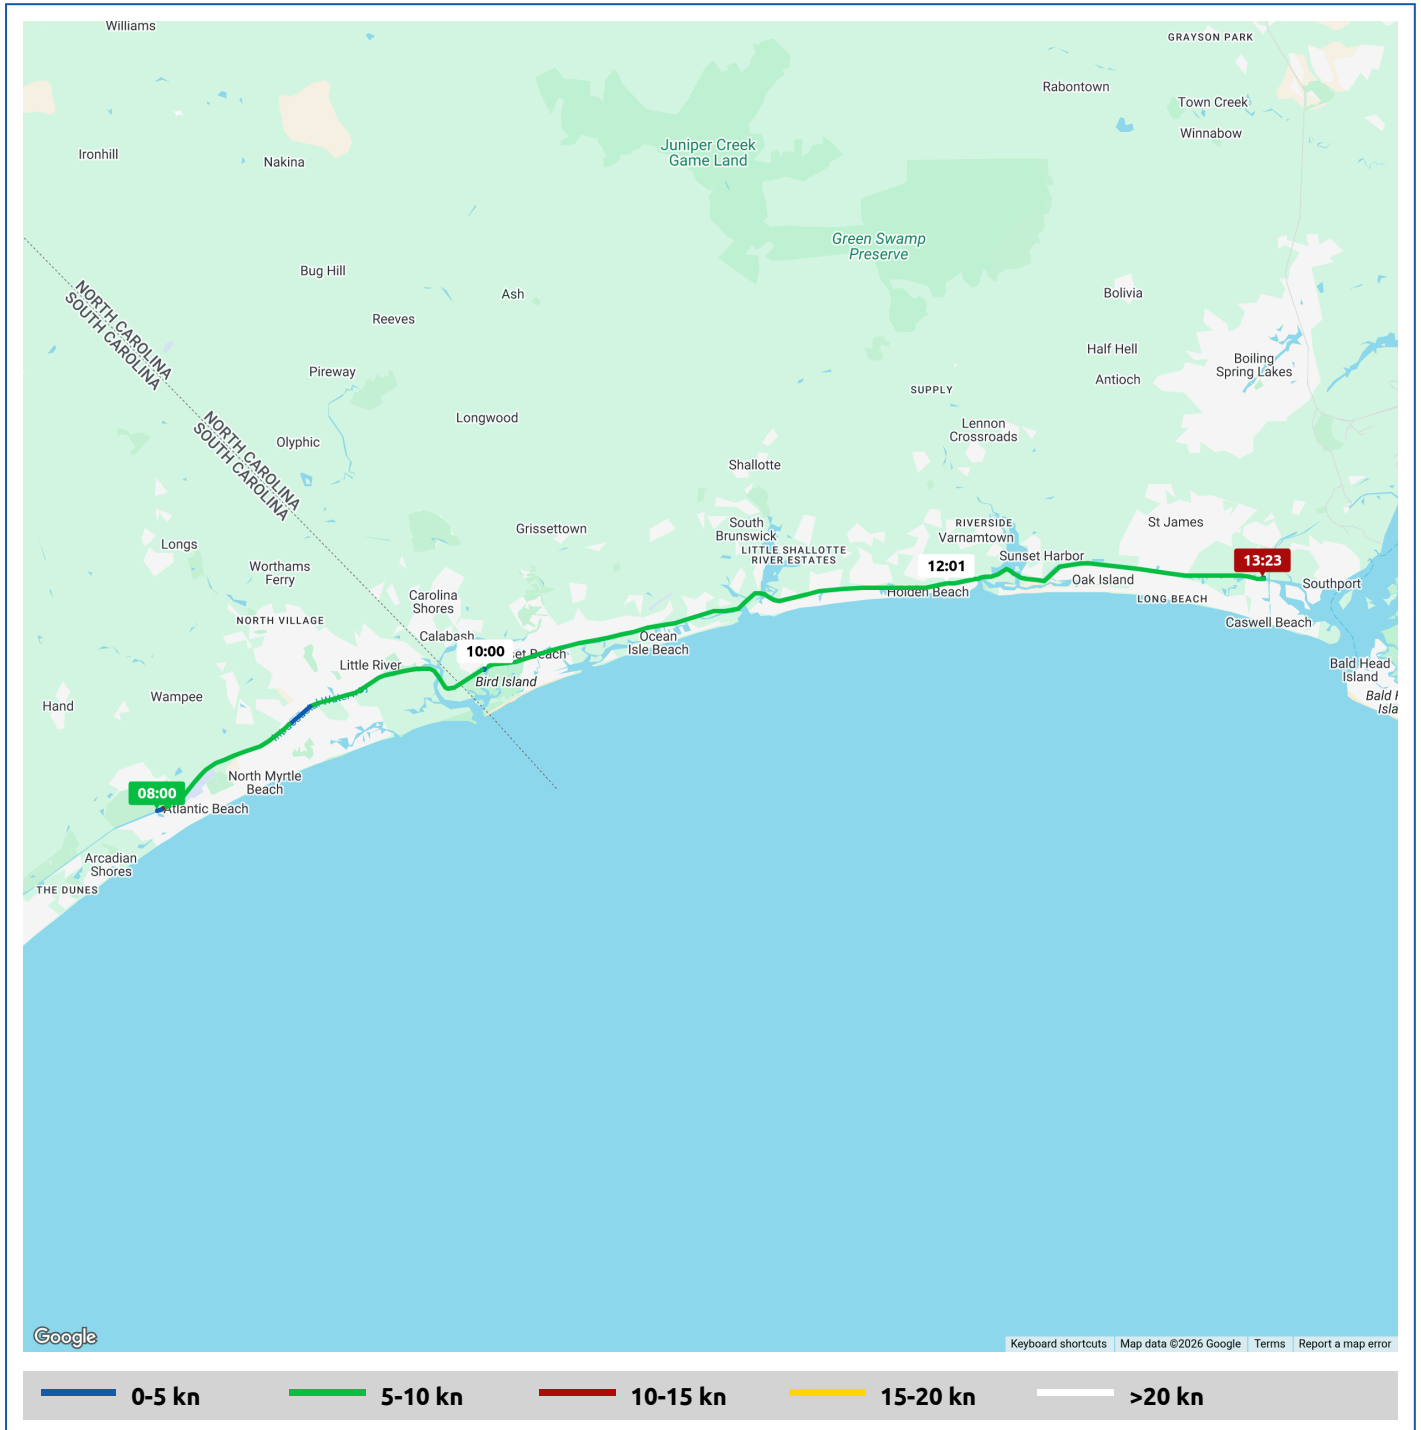 Williams
GRAYSON PARK
Rabontown
Town Creek
Winnabow
Ironhill
Nakina
Juniper Creek
Game Land
Green Swamp
Preserve
Bug Hill
Ash
Reeves
Bolivia
NORTH CAROLINA
SOUTH CAROLINA
Half Hell
Boiling
Spring Lakes
Pireway
Antioch
SUPPLY
Longwood
Lennon
Crossroads
NORTH CAROLINA
SOUTH CAROLINA
Olyphic
Shallotte
South
Brunswick
Grissettown
RIVERSIDE
Varnamtown
St James
Longs
LITTLE SHALLOTTE
RIVER ESTATES
Sunset Harbor
13:23
Worthams
Ferry
12:01
Oak Island
Southport
Holden Beach
Carolina
Shores
LONG BEACH
NORTH VILLAGE
Caswell Beach
Calabash
Ocean
Isle Beach
10:00
set Beach
Little River
Bird Island
Bald Head
Island
Wampee
Hand
Bald H
Isla
North Myrtle
Beach
08:00
Atlantic Beach
Arcadian
Shores
THE DUNES
Google
Keyboard shortcuts
Map data ©2026 Google
Terms
Report a map error
0-5 kn
5-10 kn
10-15 kn
15-20 kn
>20 kn